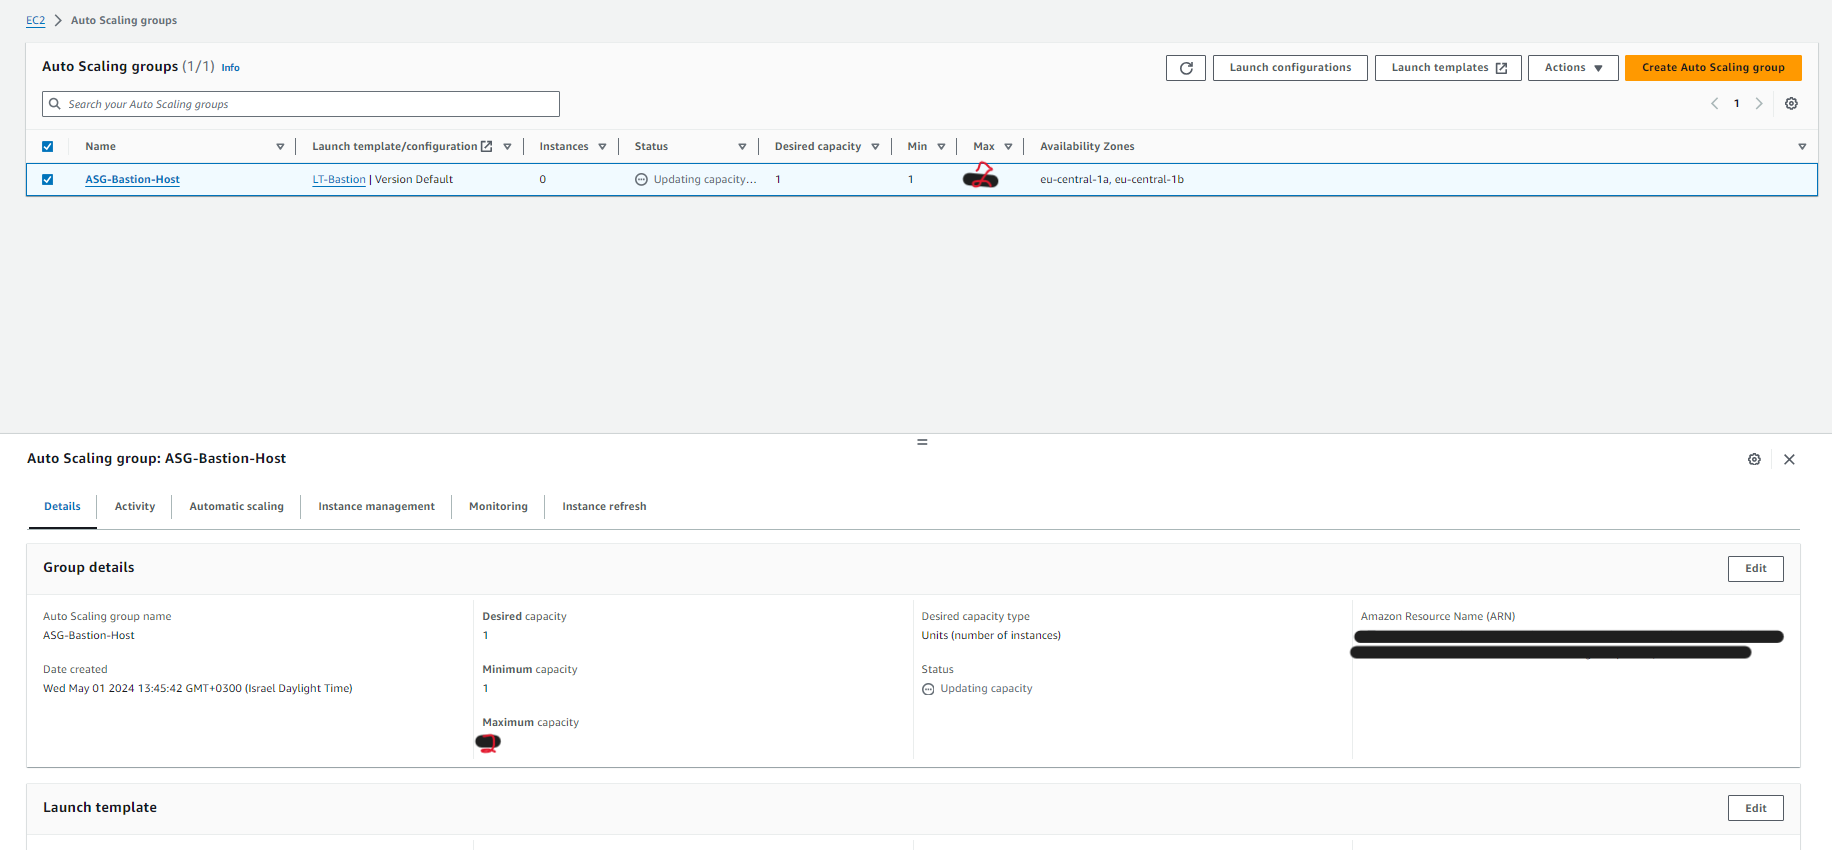 EC2 > Auto Scaling groups
Auto Scaling groups (1/1) Info
Launch configurations
Launch templates
Actions
Create Auto Scaling group
Search your Auto Scaling groups
1
Name Launch template/configuration Instances Status Desired capacity Min Max Availability Zones
ASG-Bastion-Host LT-Bastion | Version Default 0 Updating capacity... 1 1 2 eu-central-1a, eu-central-1b
Auto Scaling group: ASG-Bastion-Host
Details Activity Automatic scaling Instance management Monitoring Instance refresh
Group details
Edit
Auto Scaling group name
ASG-Bastion-Host
Date created
Wed May 01 2024 13:45:42 GMT+0300 (Israel Daylight Time)
Desired capacity
1
Minimum capacity
1
Maximum capacity
2
Desired capacity type
Units (number of instances)
Status
Updating capacity
Amazon Resource Name (ARN)
Launch template
Edit